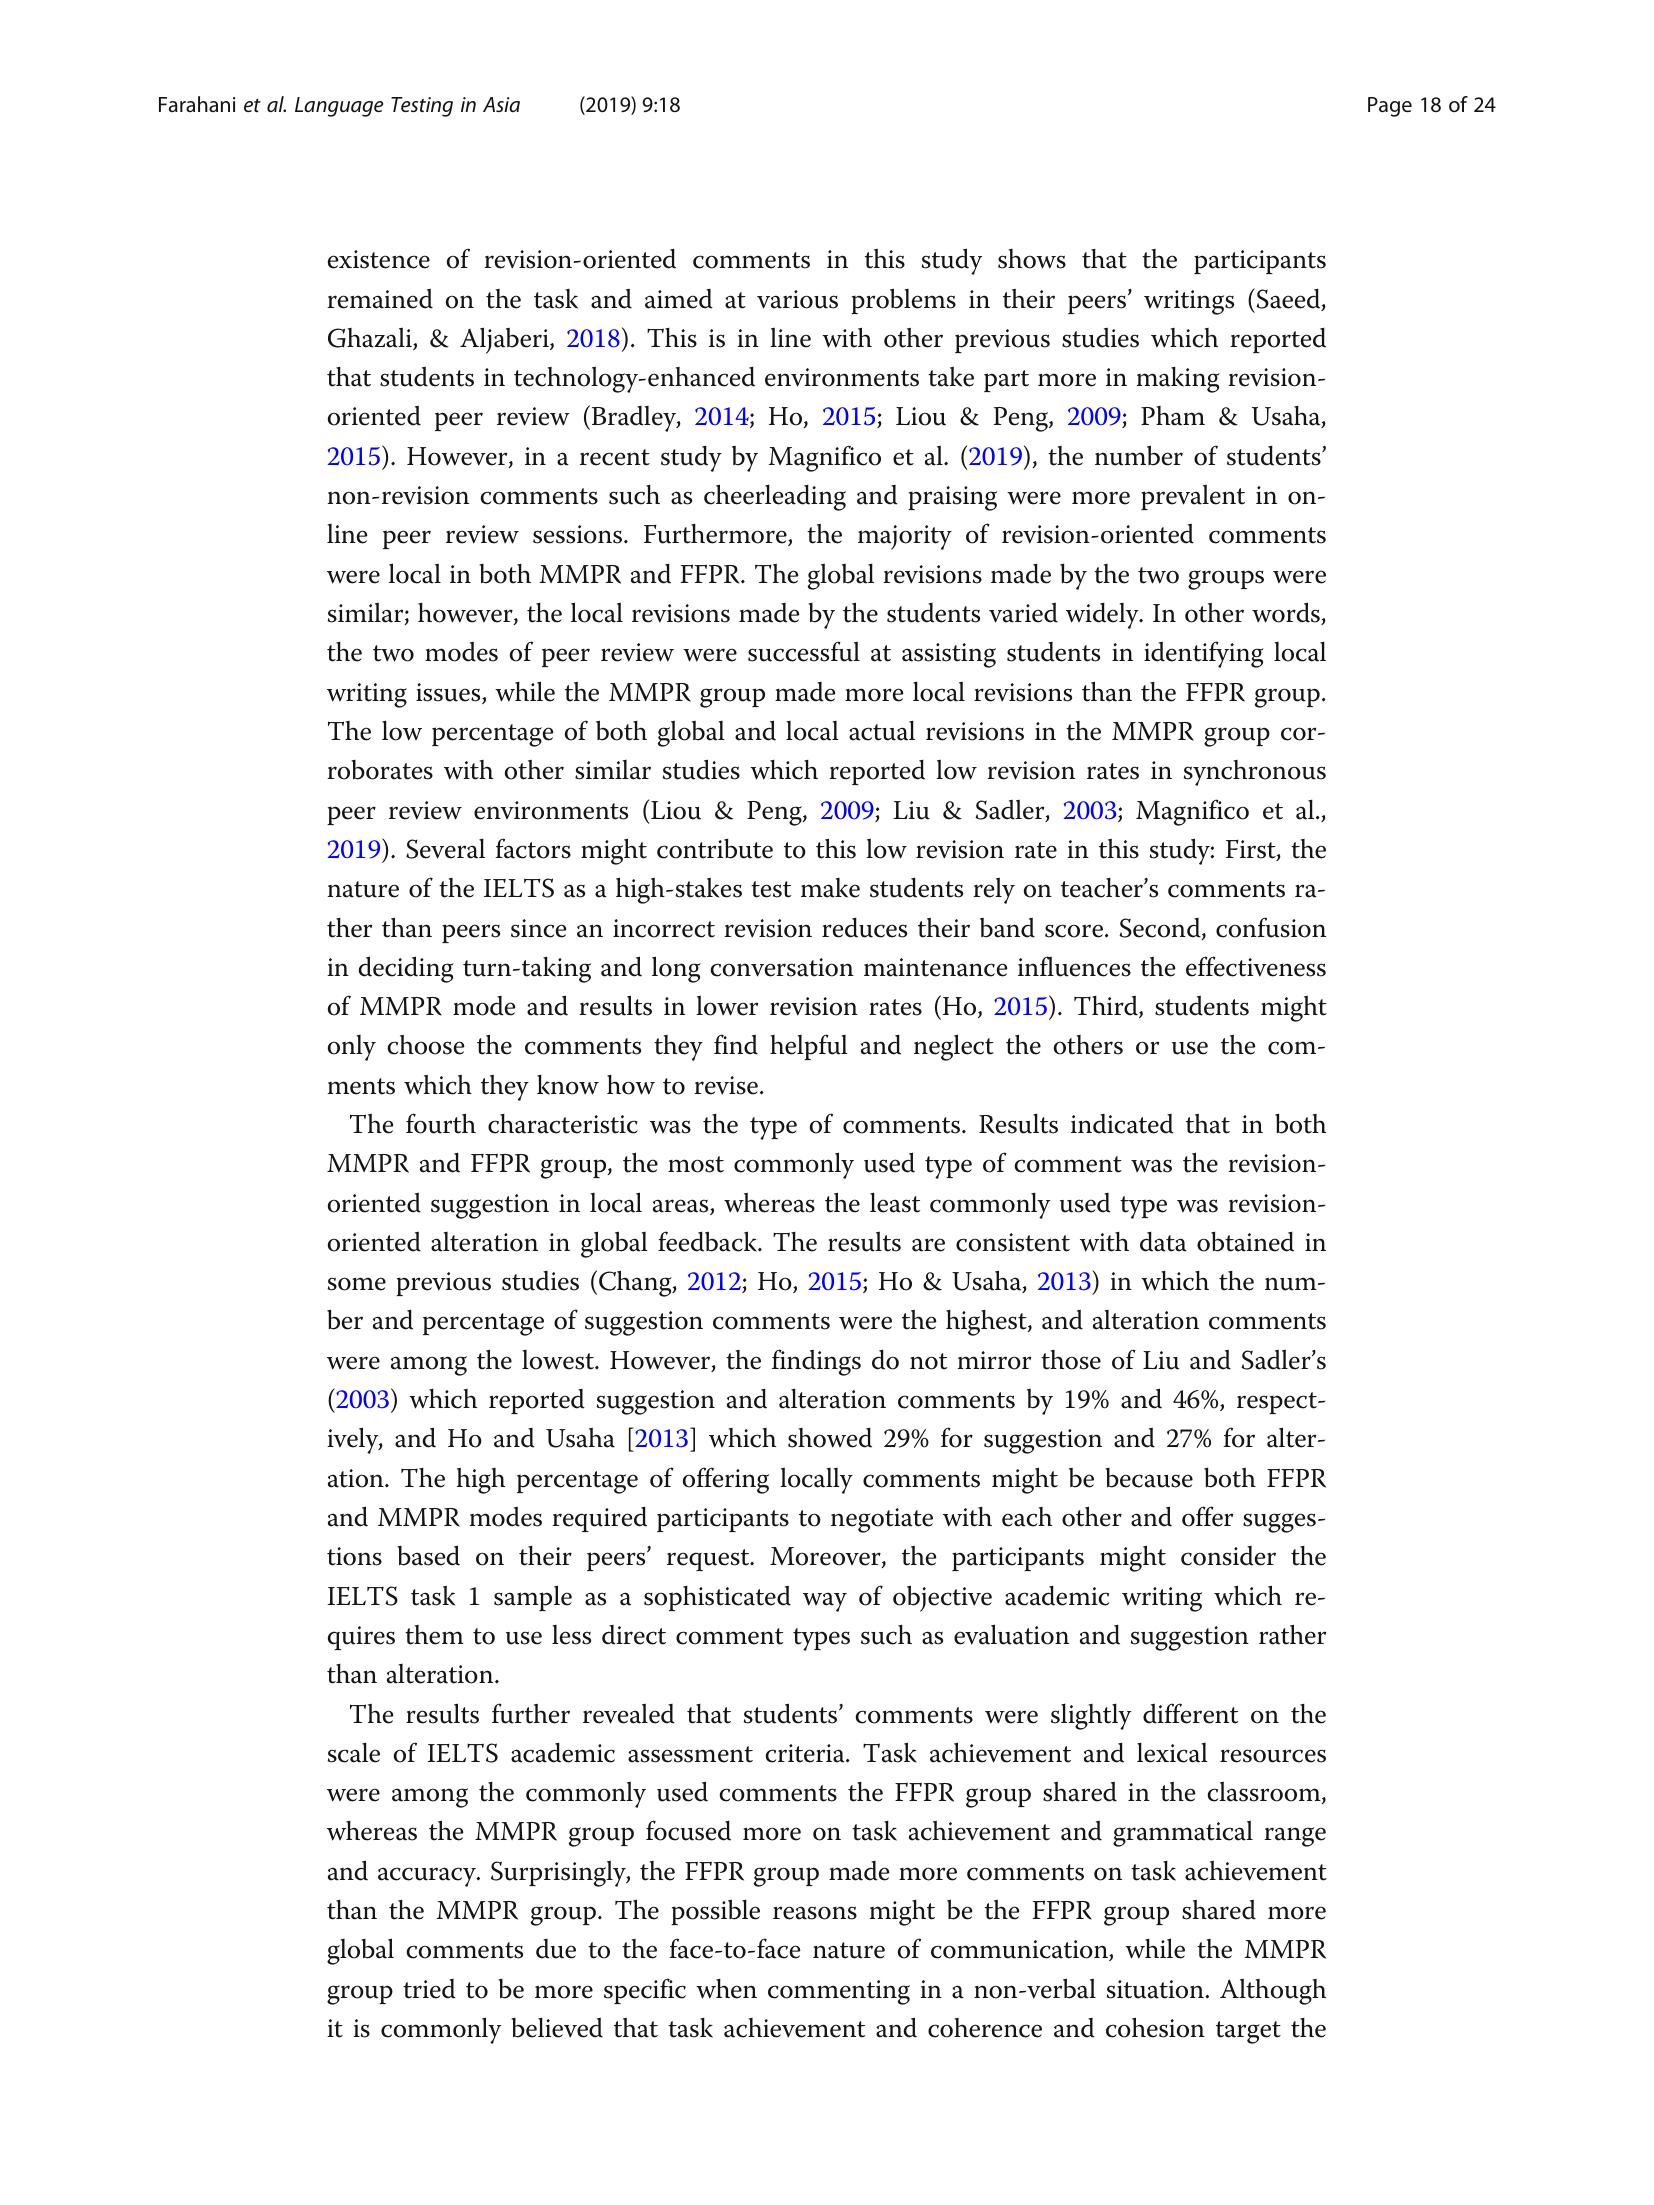 Farahani et al. Language Testing in Asia (2019) 9:18 Page 18 of 24
existence of revision-oriented comments in this study shows that the participants
remained on the task and aimed at various problems in their peers’ writings (Saeed,
Ghazali, & Aljaberi, 2018). This is in line with other previous studies which reported
that students in technology-enhanced environments take part more in making revision-
oriented peer review (Bradley, 2014; Ho, 2015; Liou & Peng, 2009; Pham & Usaha,
2015). However, in a recent study by Magnifico et al. (2019), the number of students’
non-revision comments such as cheerleading and praising were more prevalent in on-
line peer review sessions. Furthermore, the majority of revision-oriented comments
were local in both MMPR and FFPR. The global revisions made by the two groups were
similar; however, the local revisions made by the students varied widely. In other words,
the two modes of peer review were successful at assisting students in identifying local
writing issues, while the MMPR group made more local revisions than the FFPR group.
The low percentage of both global and local actual revisions in the MMPR group cor-
roborates with other similar studies which reported low revision rates in synchronous
peer review environments (Liou & Peng, 2009; Liu & Sadler, 2003; Magnifico et al.,
2019). Several factors might contribute to this low revision rate in this study: First, the
nature of the IELTS as a high-stakes test make students rely on teacher’s comments ra-
ther than peers since an incorrect revision reduces their band score. Second, confusion
in deciding turn-taking and long conversation maintenance influences the effectiveness
of MMPR mode and results in lower revision rates (Ho, 2015). Third, students might
only choose the comments they find helpful and neglect the others or use the com-
ments which they know how to revise.
The fourth characteristic was the type of comments. Results indicated that in both
MMPR and FFPR group, the most commonly used type of comment was the revision-
oriented suggestion in local areas, whereas the least commonly used type was revision-
oriented alteration in global feedback. The results are consistent with data obtained in
some previous studies (Chang, 2012; Ho, 2015; Ho & Usaha, 2013) in which the num-
ber and percentage of suggestion comments were the highest, and alteration comments
were among the lowest. However, the findings do not mirror those of Liu and Sadler’s
(2003) which reported suggestion and alteration comments by 19% and 46%, respect-
ively, and Ho and Usaha [2013] which showed 29% for suggestion and 27% for alter-
ation. The high percentage of offering locally comments might be because both FFPR
and MMPR modes required participants to negotiate with each other and offer sugges-
tions based on their peers’ request. Moreover, the participants might consider the
IELTS task 1 sample as a sophisticated way of objective academic writing which re-
quires them to use less direct comment types such as evaluation and suggestion rather
than alteration.
The results further revealed that students’ comments were slightly different on the
scale of IELTS academic assessment criteria. Task achievement and lexical resources
were among the commonly used comments the FFPR group shared in the classroom,
whereas the MMPR group focused more on task achievement and grammatical range
and accuracy. Surprisingly, the FFPR group made more comments on task achievement
than the MMPR group. The possible reasons might be the FFPR group shared more
global comments due to the face-to-face nature of communication, while the MMPR
group tried to be more specific when commenting in a non-verbal situation. Although
it is commonly believed that task achievement and coherence and cohesion target the